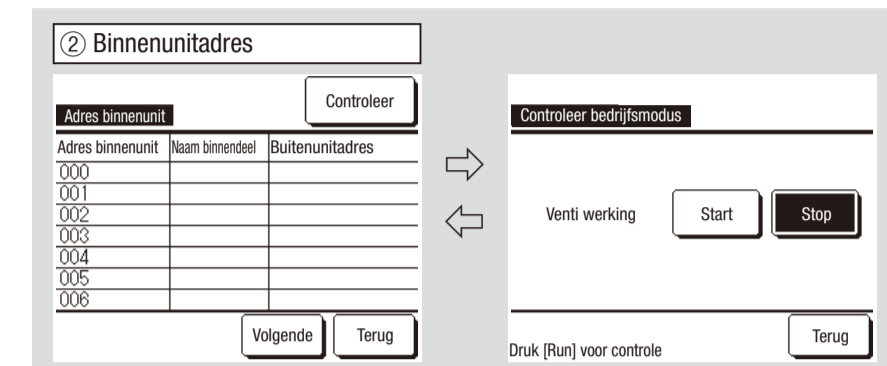 ② Binnenunitadres
Controleer
Adres binnenunit
Adres binnenunit Naam binnendeel Buitenunitadres
000
001
002
003
004
005
006
Volgende Terug
Controleer bedrijfsmodus
Venti werking Start Stop
Druk [Run] voor controle Terug